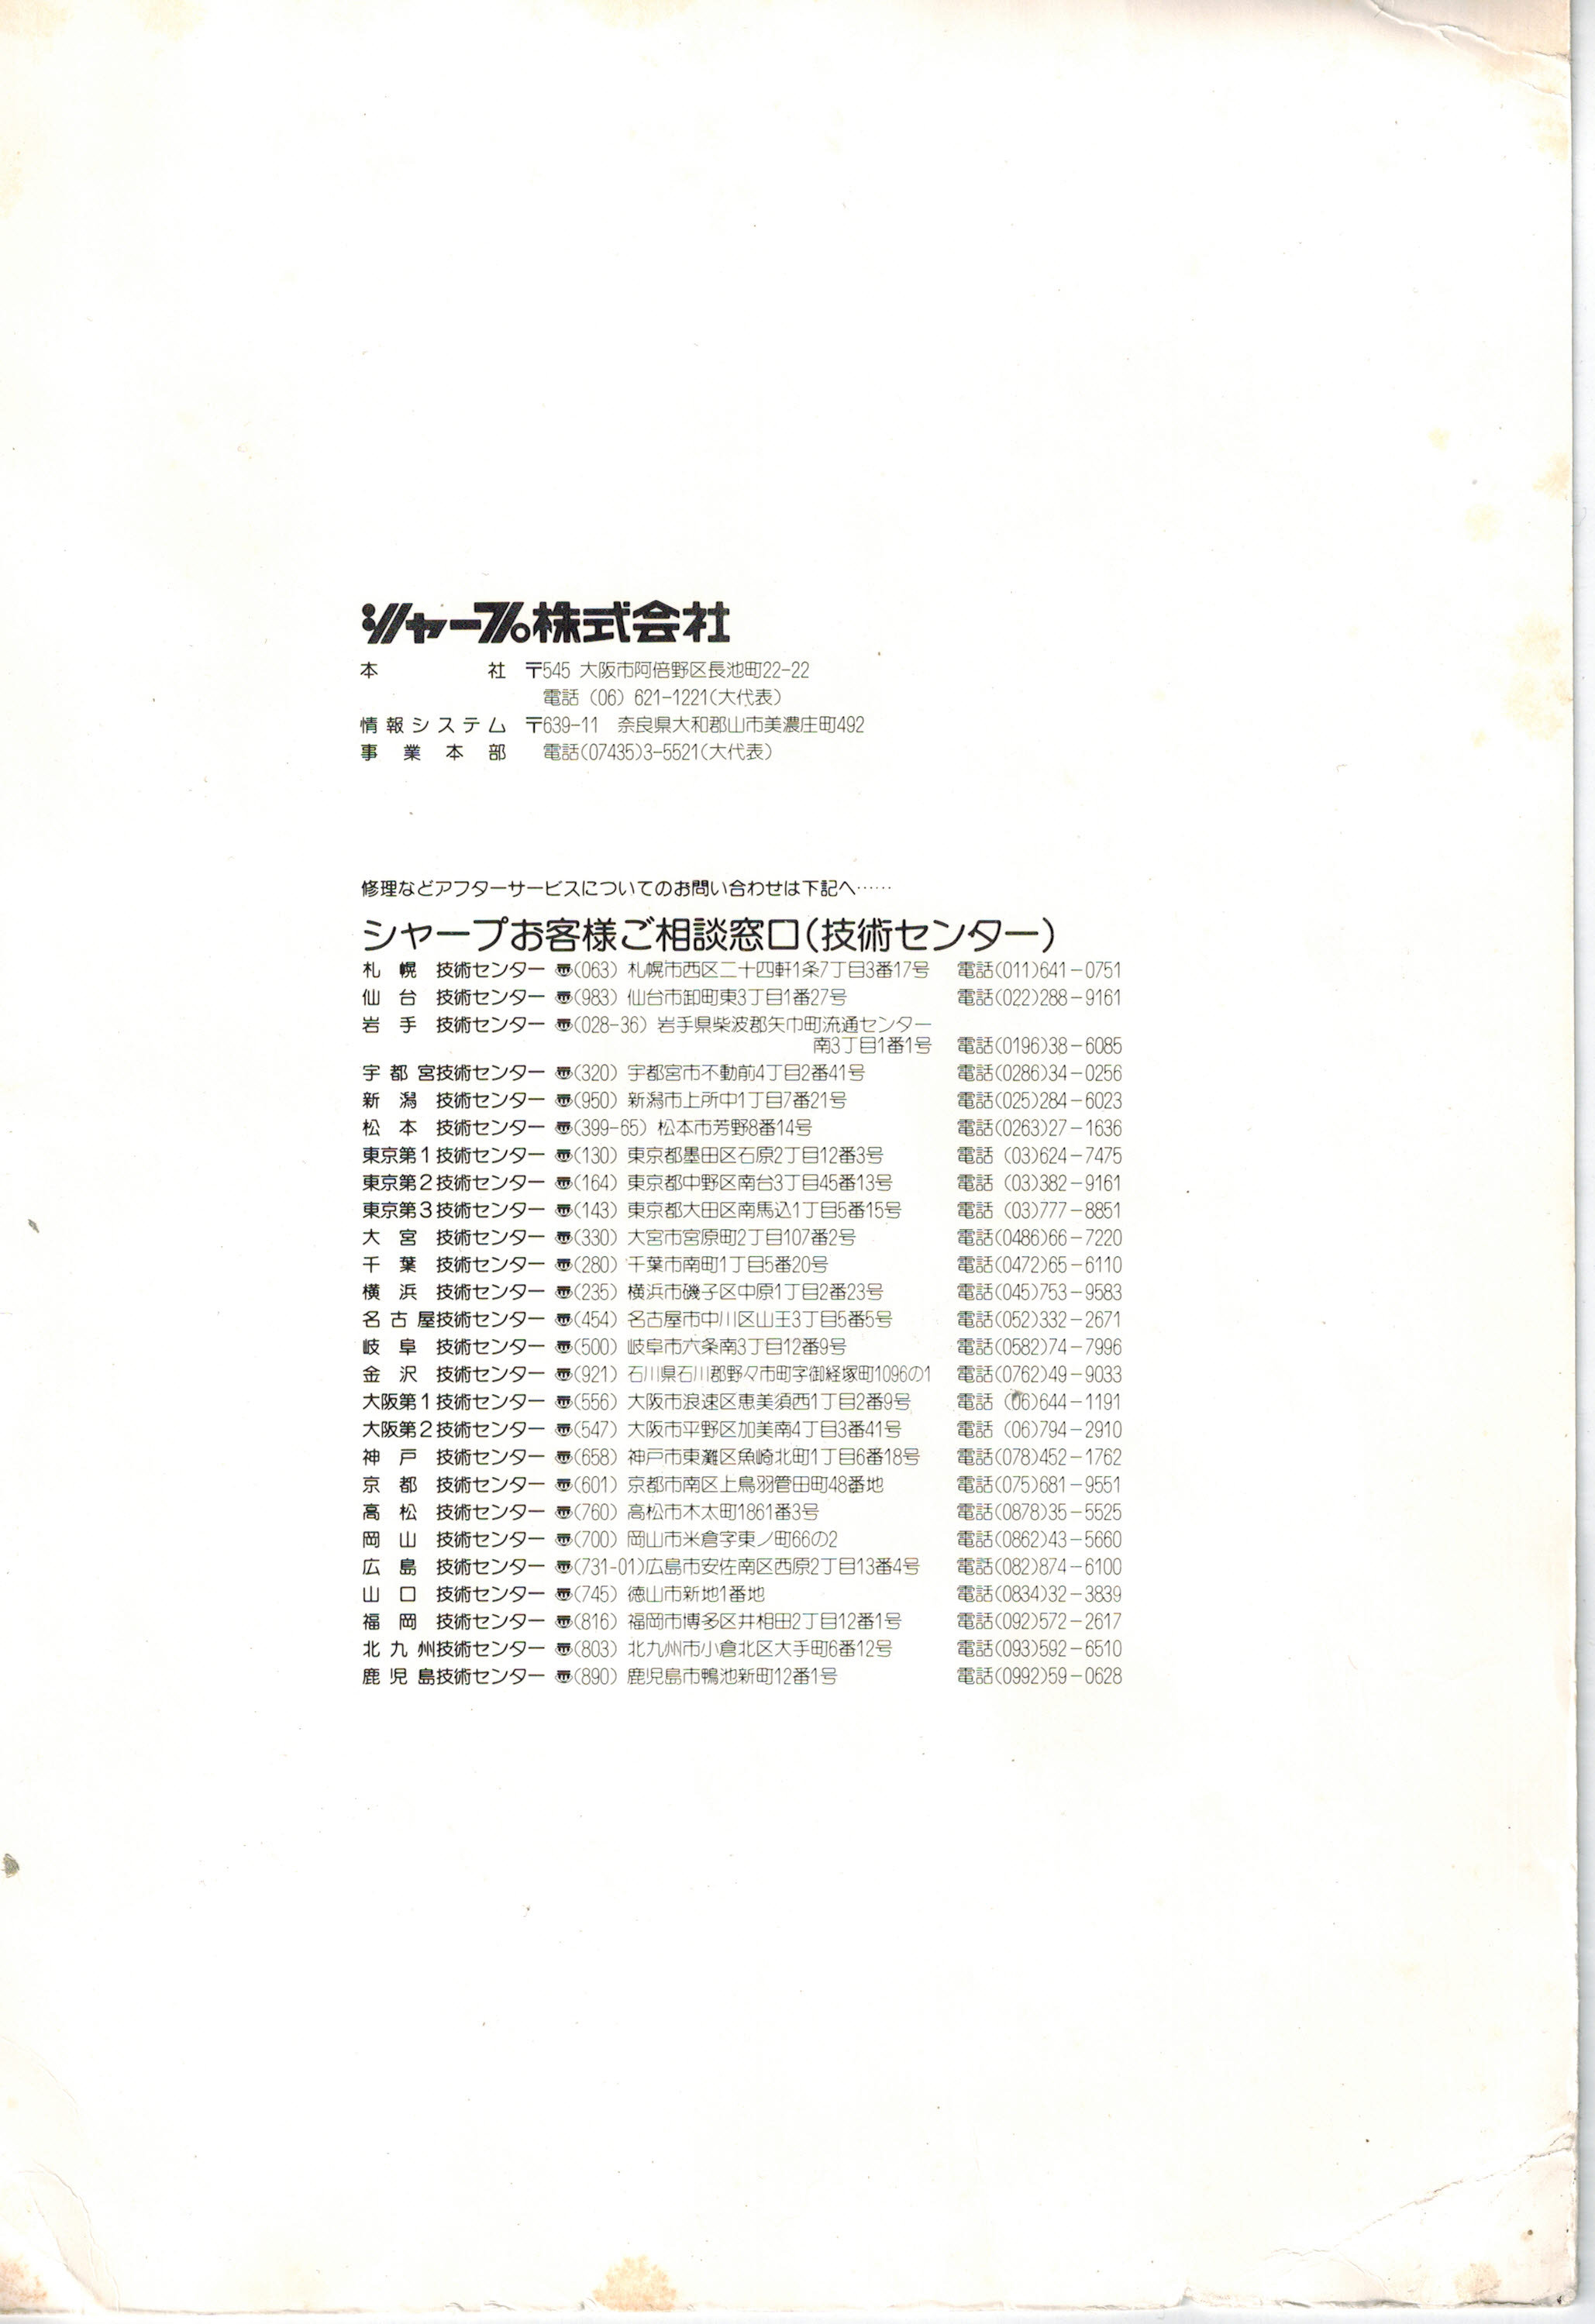 シャープ株式会社
本社 〒545 大阪市阿倍野区長池町22-22
電話 (06) 621-1221(大代表)
情報システム 〒639-11 奈良県大和郡山市美濃庄町492
事業本部 電話(07435)3-5521(大代表)
修理などアフターサービスについてのお問い合わせは下記へ……
シャープお客様ご相談窓口(技術センター)
札幌 技術センター 〠(063) 札幌市西区二十四軒1条7丁目3番17号 電話(011)641-0751
仙台 技術センター 〠(983) 仙台市卸町東3丁目1番27号 電話(022)288-9161
岩手 技術センター 〠(028-36) 岩手県柴波郡矢巾町流通センター
南3丁目1番1号 電話(0196)38-6085
宇都宮技術センター 〠(320) 宇都宮市不動前4丁目2番41号 電話(0286)34-0256
新潟 技術センター 〠(950) 新潟市上所中1丁目7番21号 電話(025)284-6023
松本 技術センター 〠(399-65) 松本市芳野8番14号 電話(0263)27-1636
東京第1技術センター 〠(130) 東京都墨田区石原2丁目12番3号 電話 (03)624-7475
東京第2技術センター 〠(164) 東京都中野区南台3丁目45番13号 電話 (03)382-9161
東京第3技術センター 〠(143) 東京都大田区南馬込1丁目5番15号 電話 (03)777-8851
大宮 技術センター 〠(330) 大宮市宮原町2丁目107番2号 電話(0486)66-7220
千葉 技術センター 〠(280) 千葉市南町1丁目5番20号 電話(0472)65-6110
横浜 技術センター 〠(235) 横浜市磯子区中原1丁目2番23号 電話(045)753-9583
名古屋技術センター 〠(454) 名古屋市中川区山王3丁目5番5号 電話(052)332-2671
岐阜 技術センター 〠(500) 岐阜市六条南3丁目12番9号 電話(0582)74-7996
金沢 技術センター 〠(921) 石川県石川郡野々市町字御経塚町1096の1 電話(0762)49-9033
大阪第1技術センター 〠(556) 大阪市浪速区恵美須西1丁目2番9号 電話 (06)644-1191
大阪第2技術センター 〠(547) 大阪市平野区加美南4丁目3番41号 電話 (06)794-2910
神戸 技術センター 〠(658) 神戸市東灘区魚崎北町1丁目6番18号 電話(078)452-1762
京都 技術センター 〠(601) 京都市南区上鳥羽管田町48番地 電話(075)681-9551
高松 技術センター 〠(760) 高松市木太町1861番3号 電話(0878)35-5525
岡山 技術センター 〠(700) 岡山市米倉字東ノ町66の2 電話(0862)43-5660
広島 技術センター 〠(731-01)広島市安佐南区西原2丁目13番4号 電話(082)874-6100
山口 技術センター 〠(745) 徳山市新地1番地 電話(0834)32-3839
福岡 技術センター 〠(816) 福岡市博多区井相田2丁目12番1号 電話(092)572-2617
北九州技術センター 〠(803) 北九州市小倉北区大手町6番12号 電話(093)592-6510
鹿児島技術センター 〠(890) 鹿児島市鴨池新町12番1号 電話(0992)59-0628